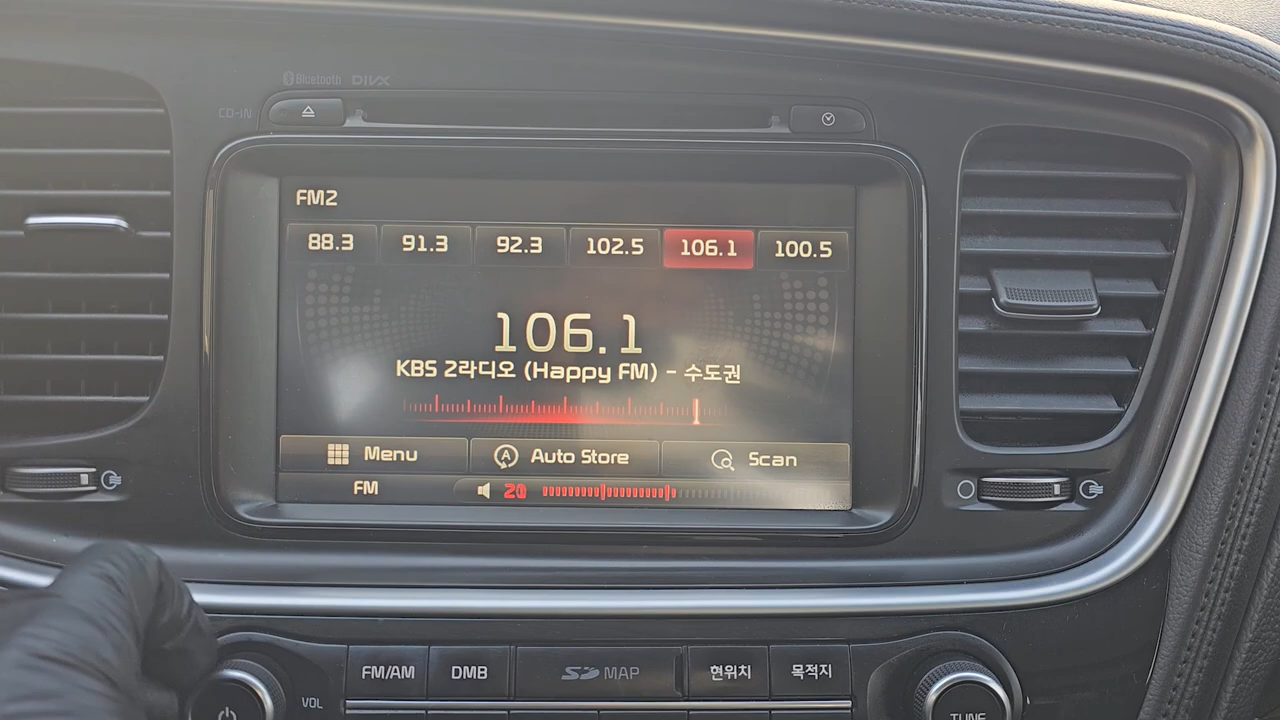 Bluetooth DIVX
CD-IN
FM2
88.3 91.3 92.3 102.5 106.1 100.5
106.1
KBS 2라디오 (Happy FM) - 수도권
Menu Auto Store Scan
FM 20
FM/AM DMB SD MAP 현위치 목적지
VOL
TUNE